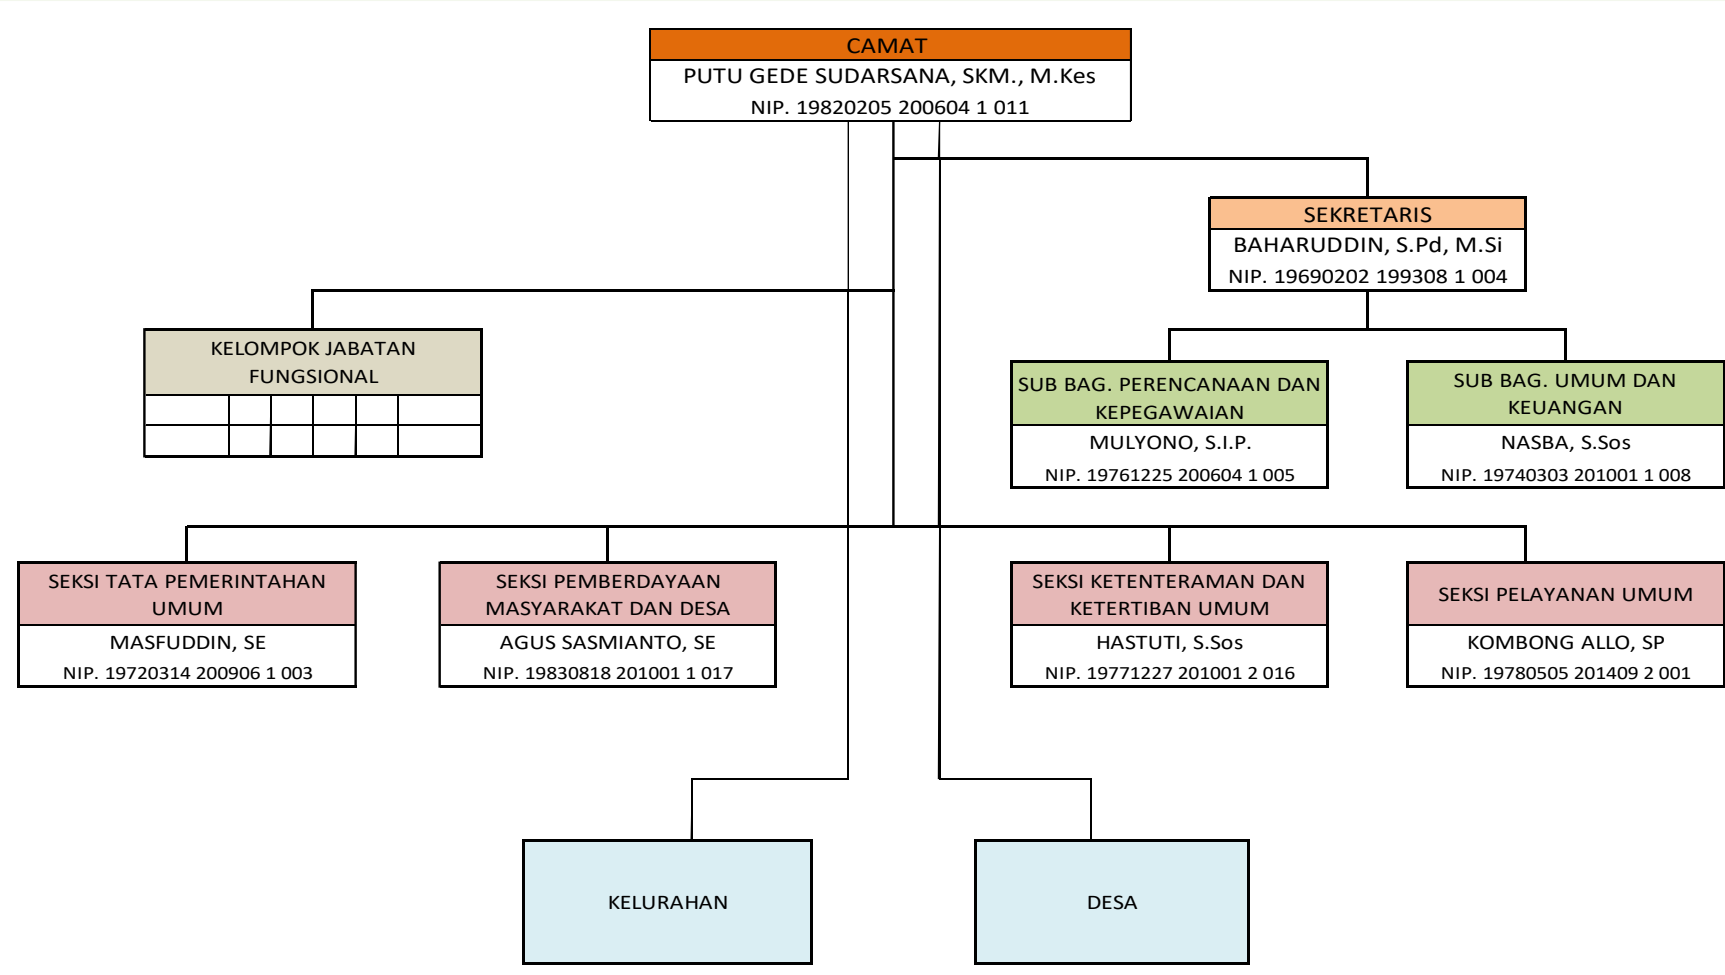 CAMAT
PUTU GEDE SUDARSANA, SKM., M.Kes
NIP. 19820205 200604 1 011
SEKRETARIS
BAHARUDDIN, S.Pd, M.Si
NIP. 19690202 199308 1 004
KELOMPOK JABATAN
FUNGSIONAL
SUB BAG. PERENCANAAN DAN
KEPEGAWAIAN
MULYONO, S.I.P.
NIP. 19761225 200604 1 005
SUB BAG. UMUM DAN
KEUANGAN
NASBA, S.Sos
NIP. 19740303 201001 1 008
SEKSI TATA PEMERINTAHAN
UMUM
MASFUDDIN, SE
NIP. 19720314 200906 1 003
SEKSI PEMBERDAYAAN
MASYARAKAT DAN DESA
AGUS SASMIANTO, SE
NIP. 19830818 201001 1 017
SEKSI KETENTERAMAN DAN
KETERTIBAN UMUM
HASTUTI, S.Sos
NIP. 19771227 201001 2 016
SEKSI PELAYANAN UMUM
KOMBONG ALLO, SP
NIP. 19780505 201409 2 001
KELURAHAN
DESA